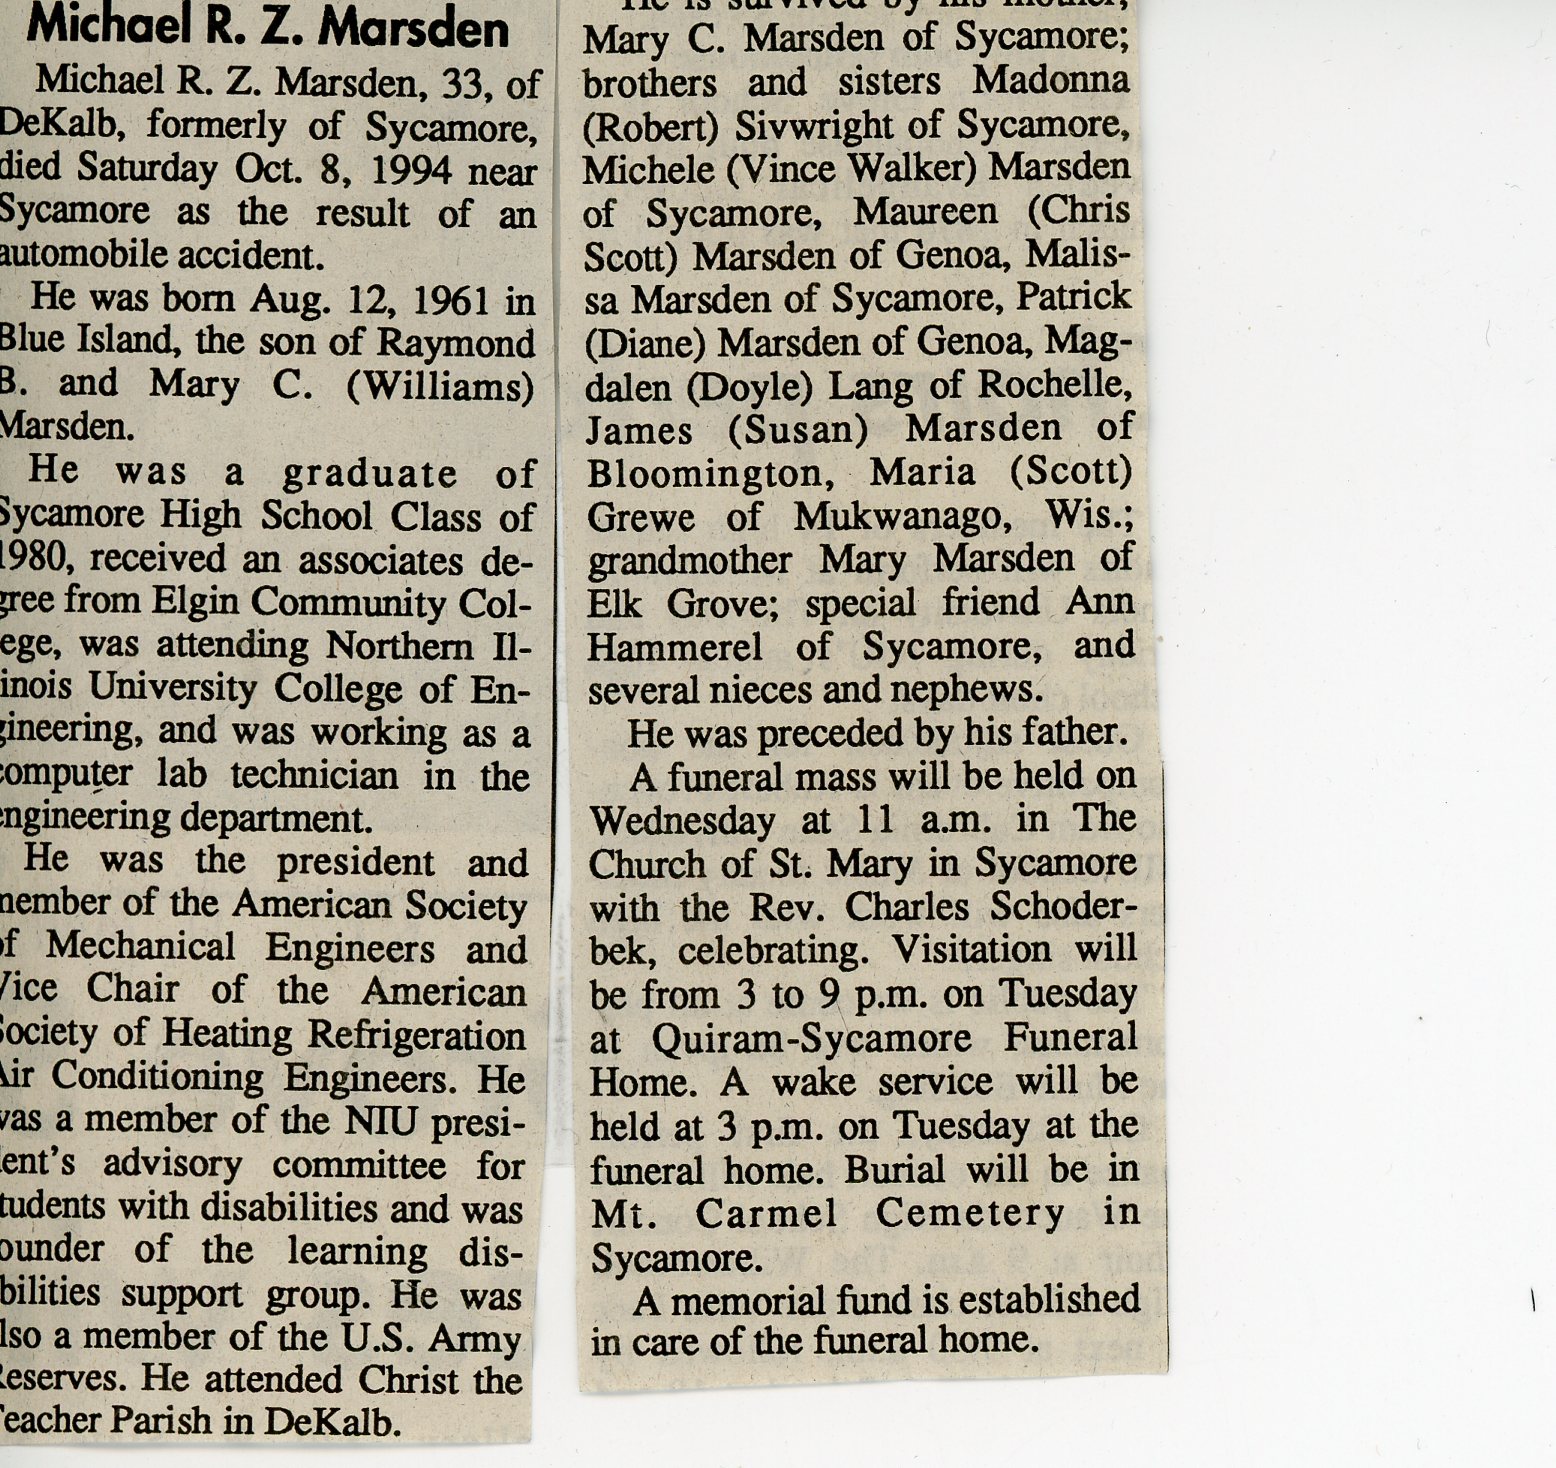 Michael R. Z. Marsden
Michael R. Z. Marsden, 33, of
DeKalb, formerly of Sycamore,
died Saturday Oct. 8, 1994 near
Sycamore as the result of an
automobile accident.
He was born Aug. 12, 1961 in
Blue Island, the son of Raymond
B. and Mary C. (Williams)
Marsden.
He was a graduate of
Sycamore High School Class of
1980, received an associates de-
gree from Elgin Community Col-
ege, was attending Northern Il-
inois University College of En-
gineering, and was working as a
computer lab technician in the
engineering department.
He was the president and
member of the American Society
of Mechanical Engineers and
Vice Chair of the American
Society of Heating Refrigeration
Air Conditioning Engineers. He
was a member of the NIU presi-
ent's advisory committee for
tudents with disabilities and was
ounder of the learning dis-
bilities support group. He was
lso a member of the U.S. Army
Reserves. He attended Christ the
Teacher Parish in DeKalb.
He is survived by his mother,
Mary C. Marsden of Sycamore;
brothers and sisters Madonna
(Robert) Sivwright of Sycamore,
Michele (Vince Walker) Marsden
of Sycamore, Maureen (Chris
Scott) Marsden of Genoa, Malis-
sa Marsden of Sycamore, Patrick
(Diane) Marsden of Genoa, Mag-
dalen (Doyle) Lang of Rochelle,
James (Susan) Marsden of
Bloomington, Maria (Scott)
Grewe of Mukwanago, Wis.;
grandmother Mary Marsden of
Elk Grove; special friend Ann
Hammerel of Sycamore, and
several nieces and nephews.
He was preceded by his father.
A funeral mass will be held on
Wednesday at 11 a.m. in The
Church of St. Mary in Sycamore
with the Rev. Charles Schoder-
bek, celebrating. Visitation will
be from 3 to 9 p.m. on Tuesday
at Quiram-Sycamore Funeral
Home. A wake service will be
held at 3 p.m. on Tuesday at the
funeral home. Burial will be in
Mt. Carmel Cemetery in
Sycamore.
A memorial fund is established
in care of the funeral home.